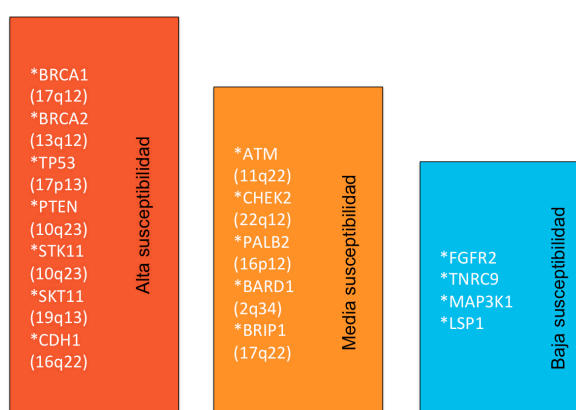 *BRCA1
(17q12)
*BRCA2
(13q12)
*TP53
(17p13)
*PTEN
(10q23)
*STK11
(10q23)
*SKT11
(19q13)
*CDH1
(16q22)
Alta susceptibilidad
*ATM
(11q22)
*CHEK2
(22q12)
*PALB2
(16p12)
*BARD1
(2q34)
*BRIP1
(17q22)
Media susceptibilidad
*FGFR2
*TNRC9
*MAP3K1
*LSP1
Baja susceptibilidad